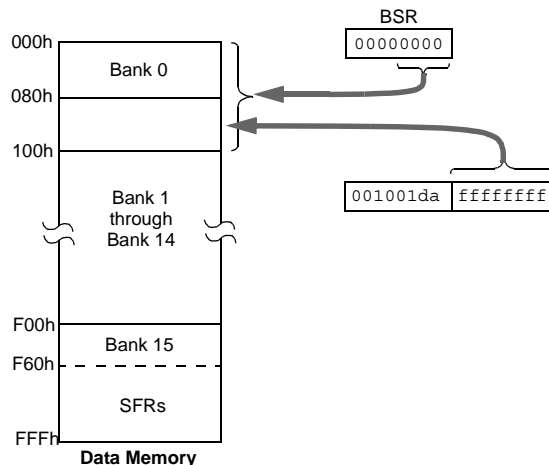 BSR
00000000
000h
Bank 0
080h
100h
001001da ffffffff
Bank 1
through
Bank 14
F00h
Bank 15
F60h
SFRs
FFFh
Data Memory